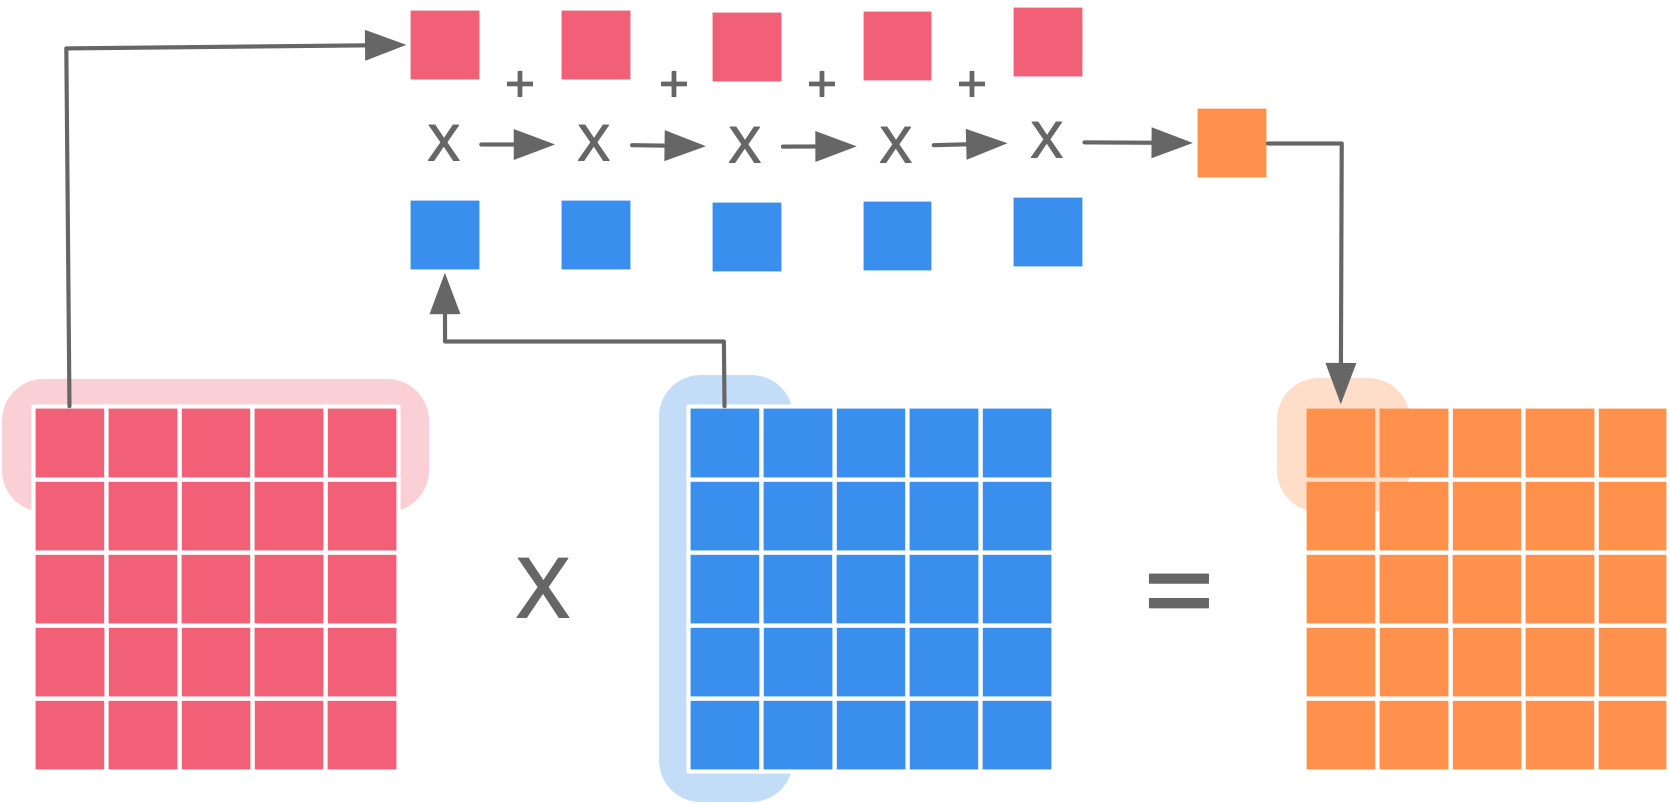 + + + +
X X X X X
X =